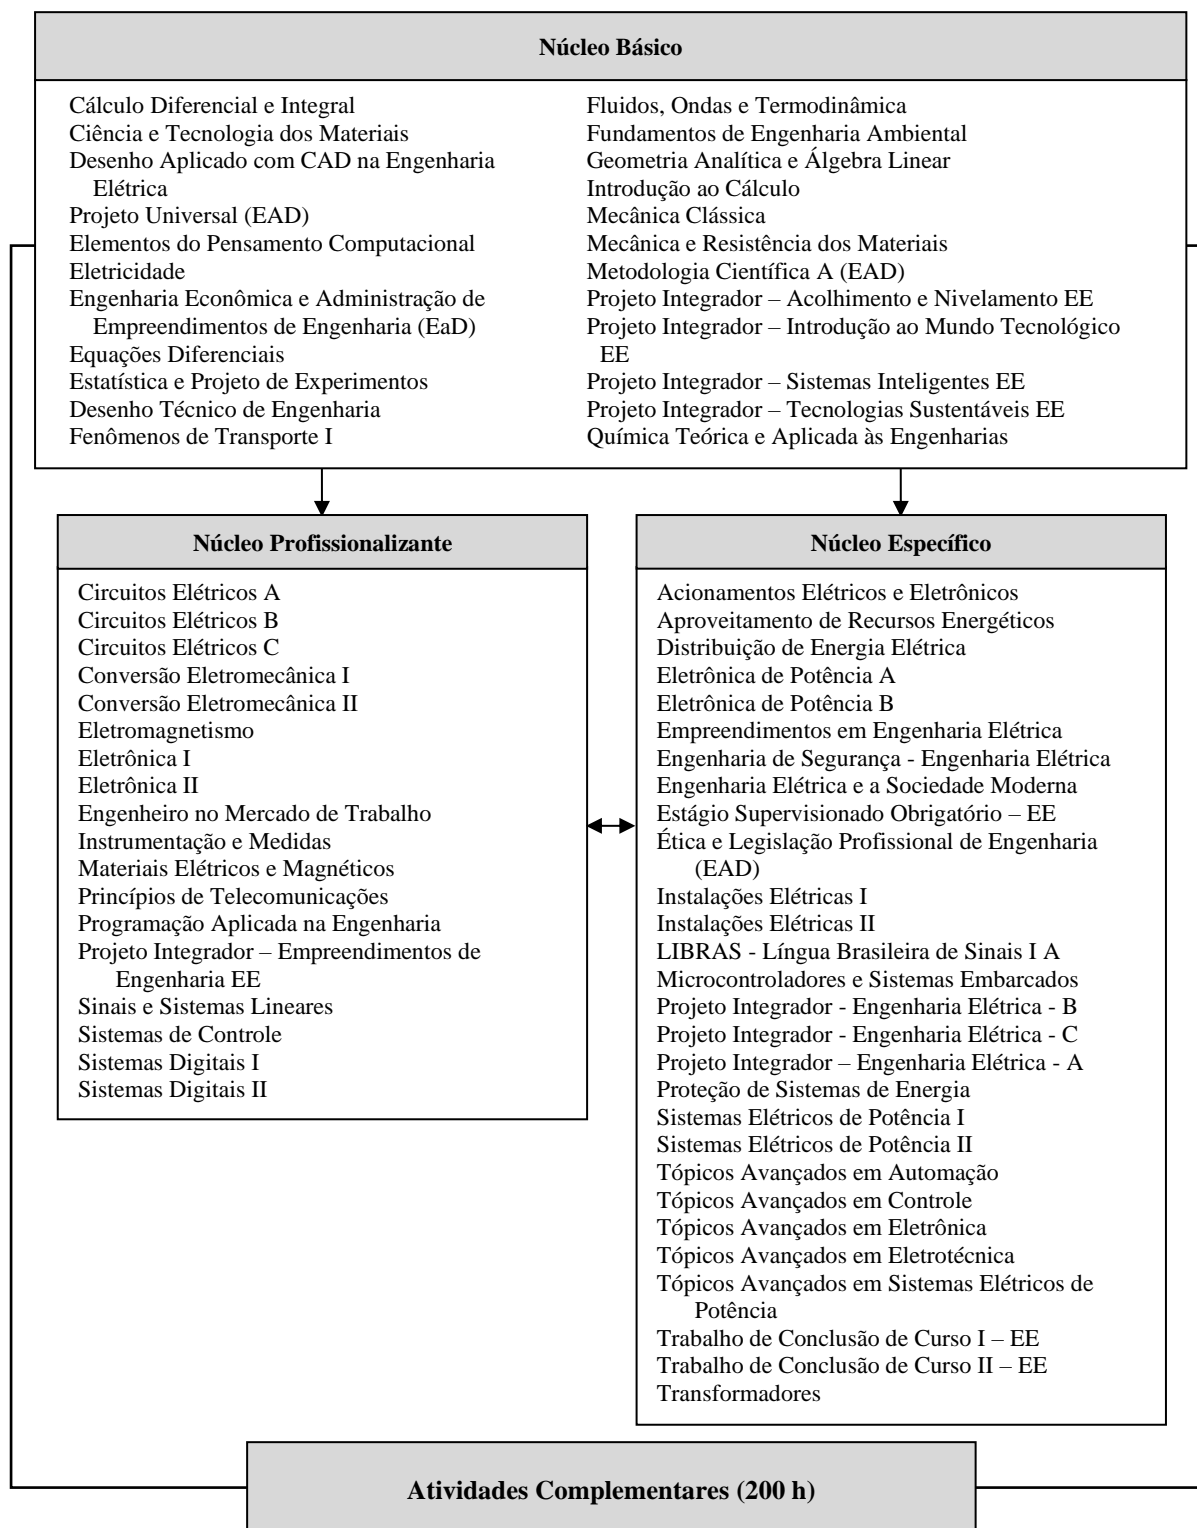 Núcleo Básico
Cálculo Diferencial e Integral
Ciência e Tecnologia dos Materiais
Desenho Aplicado com CAD na Engenharia
Elétrica
Projeto Universal (EAD)
Elementos do Pensamento Computacional
Eletricidade
Engenharia Econômica e Administração de
Empreendimentos de Engenharia (EaD)
Equações Diferenciais
Estatística e Projeto de Experimentos
Desenho Técnico de Engenharia
Fenômenos de Transporte I
Fluidos, Ondas e Termodinâmica
Fundamentos de Engenharia Ambiental
Geometria Analítica e Álgebra Linear
Introdução ao Cálculo
Mecânica Clássica
Mecânica e Resistência dos Materiais
Metodologia Científica A (EAD)
Projeto Integrador – Acolhimento e Nivelamento EE
Projeto Integrador – Introdução ao Mundo Tecnológico
EE
Projeto Integrador – Sistemas Inteligentes EE
Projeto Integrador – Tecnologias Sustentáveis EE
Química Teórica e Aplicada às Engenharias
Núcleo Profissionalizante
Circuitos Elétricos A
Circuitos Elétricos B
Circuitos Elétricos C
Conversão Eletromecânica I
Conversão Eletromecânica II
Eletromagnetismo
Eletrônica I
Eletrônica II
Engenheiro no Mercado de Trabalho
Instrumentação e Medidas
Materiais Elétricos e Magnéticos
Princípios de Telecomunicações
Programação Aplicada na Engenharia
Projeto Integrador – Empreendimentos de
Engenharia EE
Sinais e Sistemas Lineares
Sistemas de Controle
Sistemas Digitais I
Sistemas Digitais II
Núcleo Específico
Acionamentos Elétricos e Eletrônicos
Aproveitamento de Recursos Energéticos
Distribuição de Energia Elétrica
Eletrônica de Potência A
Eletrônica de Potência B
Empreendimentos em Engenharia Elétrica
Engenharia de Segurança - Engenharia Elétrica
Engenharia Elétrica e a Sociedade Moderna
Estágio Supervisionado Obrigatório – EE
Ética e Legislação Profissional de Engenharia
(EAD)
Instalações Elétricas I
Instalações Elétricas II
LIBRAS - Língua Brasileira de Sinais I A
Microcontroladores e Sistemas Embarcados
Projeto Integrador - Engenharia Elétrica - B
Projeto Integrador - Engenharia Elétrica - C
Projeto Integrador – Engenharia Elétrica - A
Proteção de Sistemas de Energia
Sistemas Elétricos de Potência I
Sistemas Elétricos de Potência II
Tópicos Avançados em Automação
Tópicos Avançados em Controle
Tópicos Avançados em Eletrônica
Tópicos Avançados em Eletrotécnica
Tópicos Avançados em Sistemas Elétricos de
Potência
Trabalho de Conclusão de Curso I – EE
Trabalho de Conclusão de Curso II – EE
Transformadores
Atividades Complementares (200 h)